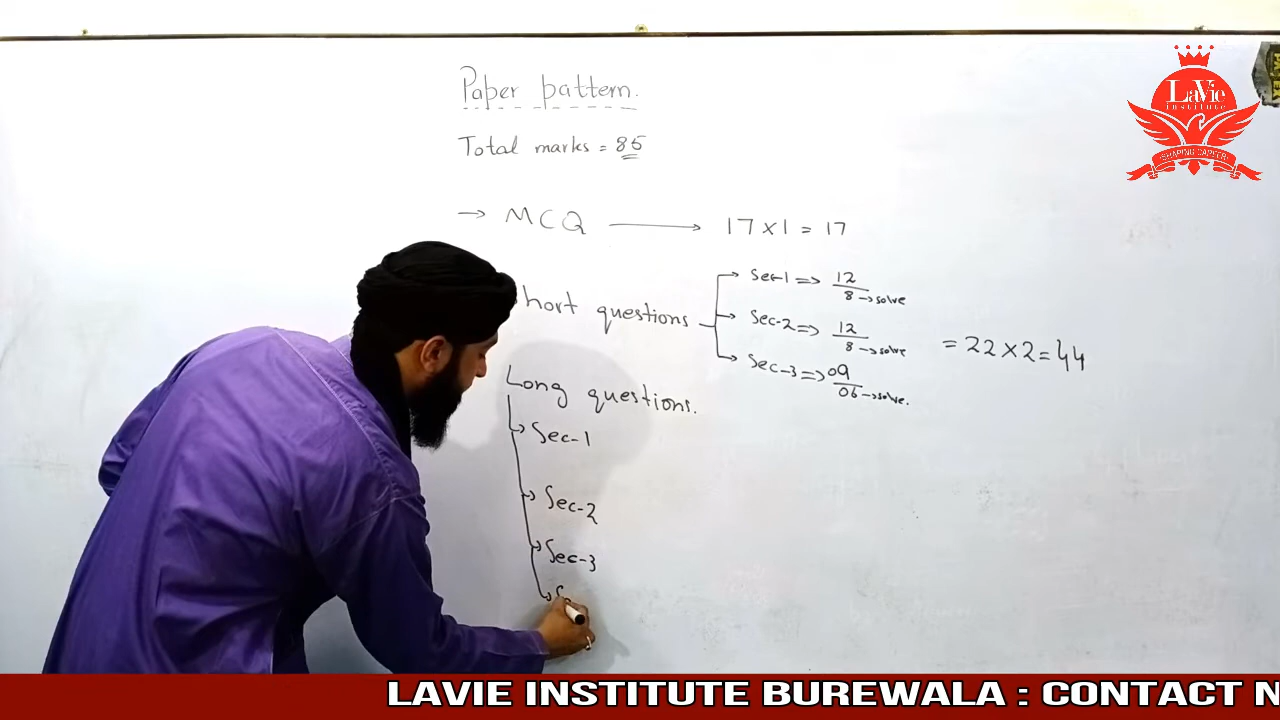 Paper pattern.
Total marks = 85
→ MCQ → 17 x 1 = 17
hort questions
→ Sec-1 => 12/8 → solve
→ Sec-2 => 12/8 → solve
→ Sec-3 => 09/06 → solve.
= 22 x 2 = 44
Long questions.
→ Sec-1
→ Sec-2
→ Sec-3
→ S
LaVie
institute
SHAPING CAREER
LAVIE INSTITUTE BUREWALA : CONTACT N